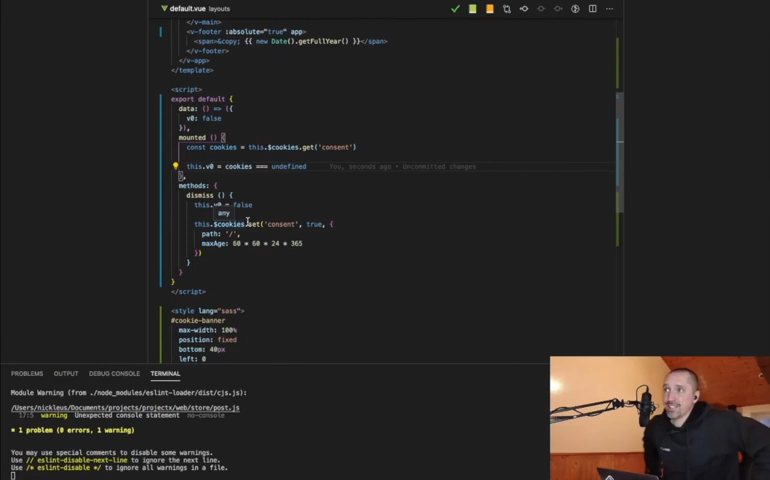 default.vue layouts
</v-main>
<v-footer :absolute="true" app>
<span>&copy; {{ new Date().getFullYear() }}</span>
</v-footer>
</v-app>
</template>
<script>
export default {
data: () => ({
v0: false
}),
mounted () {
const cookies = this.$cookies.get('consent')
this.v0 = cookies === undefined You, seconds ago • Uncommitted changes
},
methods: {
dismiss () {
this.v0 = false
any
this.$cookies.set('consent', true, {
path: '/',
maxAge: 60 * 60 * 24 * 365
})
}
}
}
</script>
<style lang="sass">
#cookie-banner
max-width: 100%
position: fixed
bottom: 40px
left: 0
PROBLEMS OUTPUT DEBUG CONSOLE TERMINAL
Module Warning (from ./node_modules/eslint-loader/dist/cjs.js):
/Users/nickleus/Documents/projects/projectx/web/store/post.js
17:5 warning Unexpected console statement no-console
✖ 1 problem (0 errors, 1 warning)
You may use special comments to disable some warnings.
Use // eslint-disable-next-line to ignore the next line.
Use /* eslint-disable */ to ignore all warnings in a file.